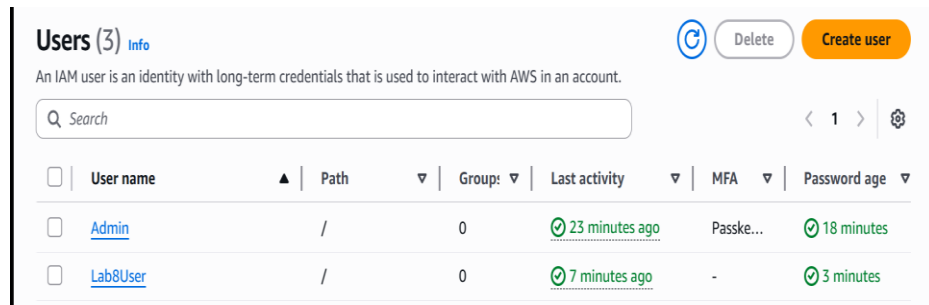 Users (3) Info Delete Create user
An IAM user is an identity with long-term credentials that is used to interact with AWS in an account.
Search 1
User name Path Group: Last activity MFA Password age
Admin / 0 23 minutes ago Passke... 18 minutes
Lab8User / 0 7 minutes ago - 3 minutes